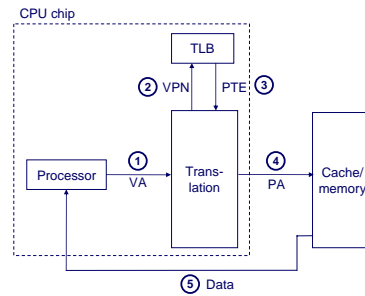 CPU chip
TLB
2 VPN PTE 3
1
VA
Processor
Trans-
lation
4
PA
Cache/
memory
5 Data